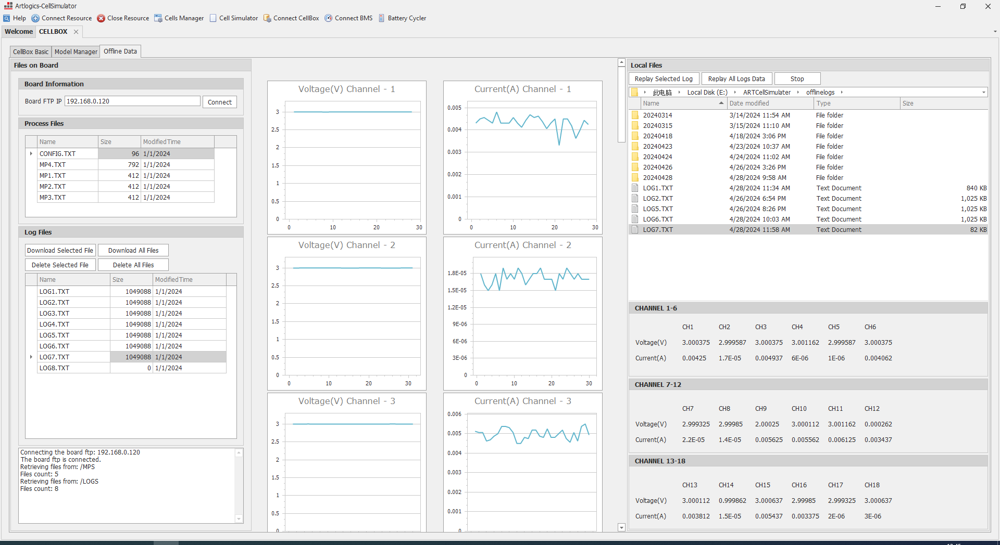 Artlogics-CellSimulator
Help Connect Resource Close Resource Cells Manager Cell Simulator Connect CellBox Connect BMS Battery Cycler
Welcome CELLBOX
CellBox Basic Model Manager Offline Data
Files on Board
Board Information
Board FTP IP 192.168.0.120 Connect
Process Files
Name Size ModifiedTime
CONFIG.TXT 96 1/1/2024
MP4.TXT 792 1/1/2024
MP1.TXT 412 1/1/2024
MP2.TXT 412 1/1/2024
MP3.TXT 412 1/1/2024
Log Files
Download Selected File Download All Files
Delete Selected File Delete All Files
Name Size ModifiedTime
LOG1.TXT 1049088 1/1/2024
LOG2.TXT 1049088 1/1/2024
LOG3.TXT 1049088 1/1/2024
LOG4.TXT 1049088 1/1/2024
LOG5.TXT 1049088 1/1/2024
LOG6.TXT 1049088 1/1/2024
LOG7.TXT 1049088 1/1/2024
LOG8.TXT 0 1/1/2024
Connecting the board ftp: 192.168.0.120
The board ftp is connected.
Retrieving files from: /MPS
Files count: 5
Retrieving files from: /LOGS
Files count: 8
Voltage(V) Channel - 1
3
2.5
2
1.5
1
0.5
0
0 10 20 30
Current(A) Channel - 1
0.005
0.004
0.003
0.002
0.001
0
0 10 20 30
Voltage(V) Channel - 2
3
2.5
2
1.5
1
0.5
0
0 10 20 30
Current(A) Channel - 2
1.8E-05
1.5E-05
1.2E-05
9E-06
6E-06
3E-06
0
0 10 20 30
Voltage(V) Channel - 3
3
2.5
2
1.5
1
0.5
0
Current(A) Channel - 3
0.006
0.005
0.004
0.003
0.002
0.001
0
Local Files
Replay Selected Log Replay All Logs Data Stop
此电脑 Local Disk (E:) ARTCellSimulater offlinelogs
Name Date modified Type Size
20240314 3/14/2024 11:54 AM File folder
20240315 3/15/2024 11:10 AM File folder
20240418 4/18/2024 3:06 PM File folder
20240423 4/23/2024 10:37 AM File folder
20240424 4/24/2024 11:02 AM File folder
20240426 4/26/2024 3:26 PM File folder
20240428 4/28/2024 9:58 AM File folder
LOG1.TXT 4/28/2024 11:34 AM Text Document 840 KB
LOG2.TXT 4/26/2024 6:54 PM Text Document 1,025 KB
LOG5.TXT 4/26/2024 8:26 PM Text Document 1,025 KB
LOG6.TXT 4/28/2024 10:03 AM Text Document 1,025 KB
LOG7.TXT 4/28/2024 11:58 AM Text Document 82 KB
CHANNEL 1-6
CH1 CH2 CH3 CH4 CH5 CH6
Voltage(V) 3.000375 2.999587 3.000375 3.001162 2.999587 3.000375
Current(A) 0.00425 1.7E-05 0.004937 6E-06 1E-06 0.004062
CHANNEL 7-12
CH7 CH8 CH9 CH10 CH11 CH12
Voltage(V) 2.999325 2.99985 2.00025 3.000112 3.001162 0.000262
Current(A) 2.2E-05 1.4E-05 0.005625 0.005562 0.006125 0.003437
CHANNEL 13-18
CH13 CH14 CH15 CH16 CH17 CH18
Voltage(V) 3.000112 0.999862 3.000637 2.99985 2.999325 3.000637
Current(A) 0.003812 1.5E-05 0.005437 0.003375 2E-06 3E-06